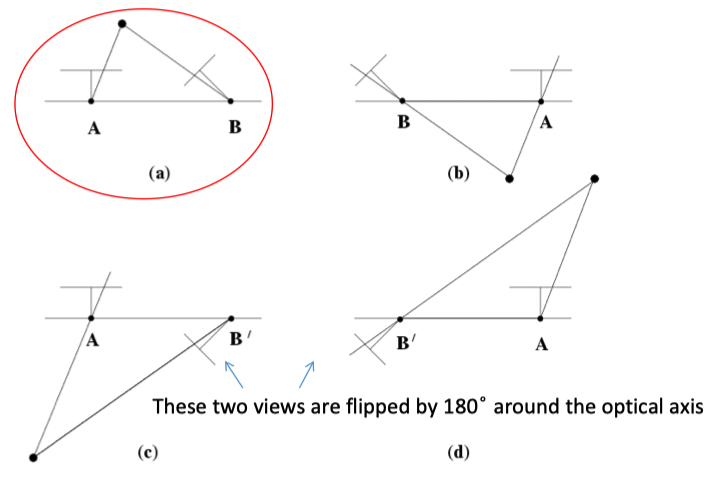 A
B
(a)
B
A
(b)
A
B′
B′
A
These two views are flipped by 180° around the optical axis
(c)
(d)